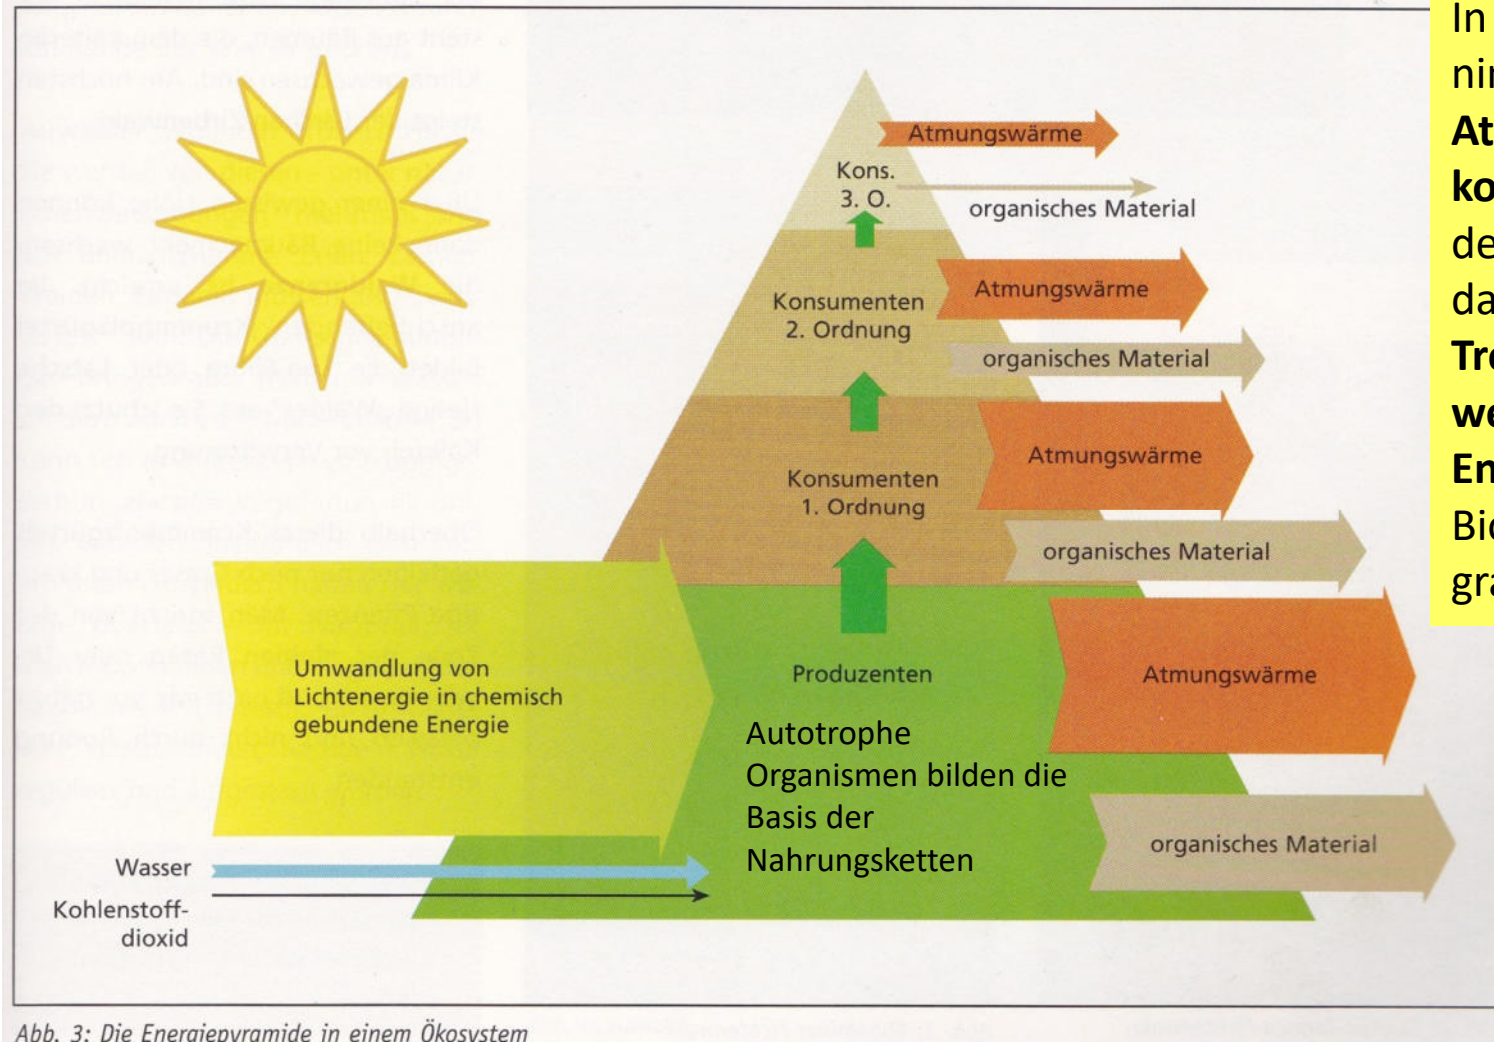 Atmungswärme
Kons.
3. O.
organisches Material
Konsumenten
2. Ordnung
Atmungswärme
organisches Material
Konsumenten
1. Ordnung
Atmungswärme
organisches Material
Umwandlung von
Lichtenergie in chemisch
gebundene Energie
Produzenten
Atmungswärme
Autotrophe
Organismen bilden die
Basis der
Nahrungsketten
organisches Material
Wasser
Kohlenstoff-
dioxid
Abb. 3: Die Energiepyramide in einem Ökosystem
In